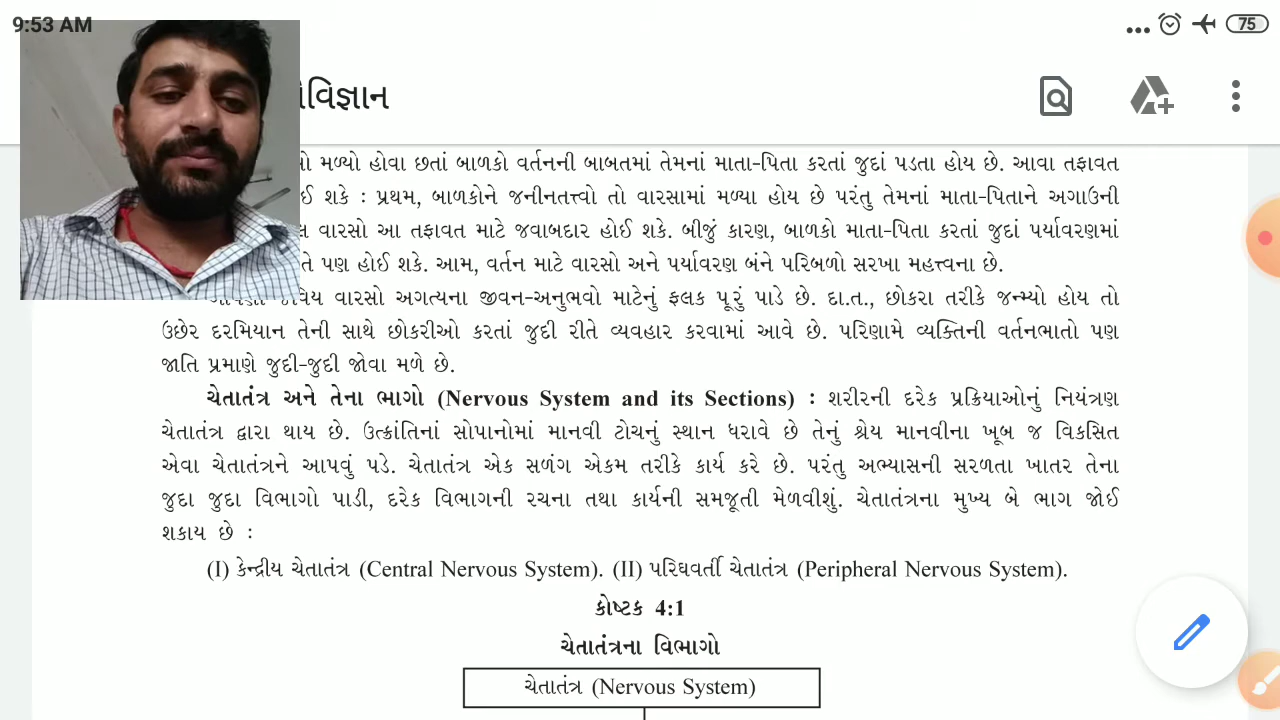 9:53 AM
75
વિજ્ઞાન
મળ્યો હોવા છતાં બાળકો વર્તનની બાબતમાં તેમનાં માતા-પિતા કરતાં જુદાં પડતા હોય છે. આવા તફાવત
શકે : પ્રથમ, બાળકોને જનીનતત્ત્વો તો વારસામાં મળ્યા હોય છે પરંતુ તેમનાં માતા-પિતાને અગાઉની
વારસો આ તફાવત માટે જવાબદાર હોઈ શકે. બીજું કારણ, બાળકો માતા-પિતા કરતાં જુદાં પર્યાવરણમાં
પણ હોઈ શકે. આમ, વર્તન માટે વારસો અને પર્યાવરણ બંને પરિબળો સરખા મહત્ત્વના છે.
વારસો અગત્યના જીવન-અનુભવો માટેનું ફલક પૂરું પાડે છે. દા.ત., છોકરા તરીકે જન્મ્યો હોય તો
ઉછેર દરમિયાન તેની સાથે છોકરીઓ કરતાં જુદી રીતે વ્યવહાર કરવામાં આવે છે. પરિણામે વ્યક્તિની વર્તનભાતો પણ
જાતિ પ્રમાણે જુદી-જુદી જોવા મળે છે.
ચેતાતંત્ર અને તેના ભાગો (Nervous System and its Sections) : શરીરની દરેક પ્રક્રિયાઓનું નિયંત્રણ
ચેતાતંત્ર દ્વારા થાય છે. ઉત્ક્રાંતિનાં સોપાનોમાં માનવી ટોચનું સ્થાન ધરાવે છે તેનું શ્રેય માનવીના ખૂબ જ વિકસિત
એવા ચેતાતંત્રને આપવું પડે. ચેતાતંત્ર એક સળંગ એકમ તરીકે કાર્ય કરે છે. પરંતુ અભ્યાસની સરળતા ખાતર તેના
જુદા જુદા વિભાગો પાડી, દરેક વિભાગની રચના તથા કાર્યની સમજૂતી મેળવીશું. ચેતાતંત્રના મુખ્ય બે ભાગ જોઈ
શકાય છે :
(I) કેન્દ્રીય ચેતાતંત્ર (Central Nervous System). (II) પરિઘવર્તી ચેતાતંત્ર (Peripheral Nervous System).
કોષ્ટક 4:1
ચેતાતંત્રના વિભાગો
ચેતાતંત્ર (Nervous System)